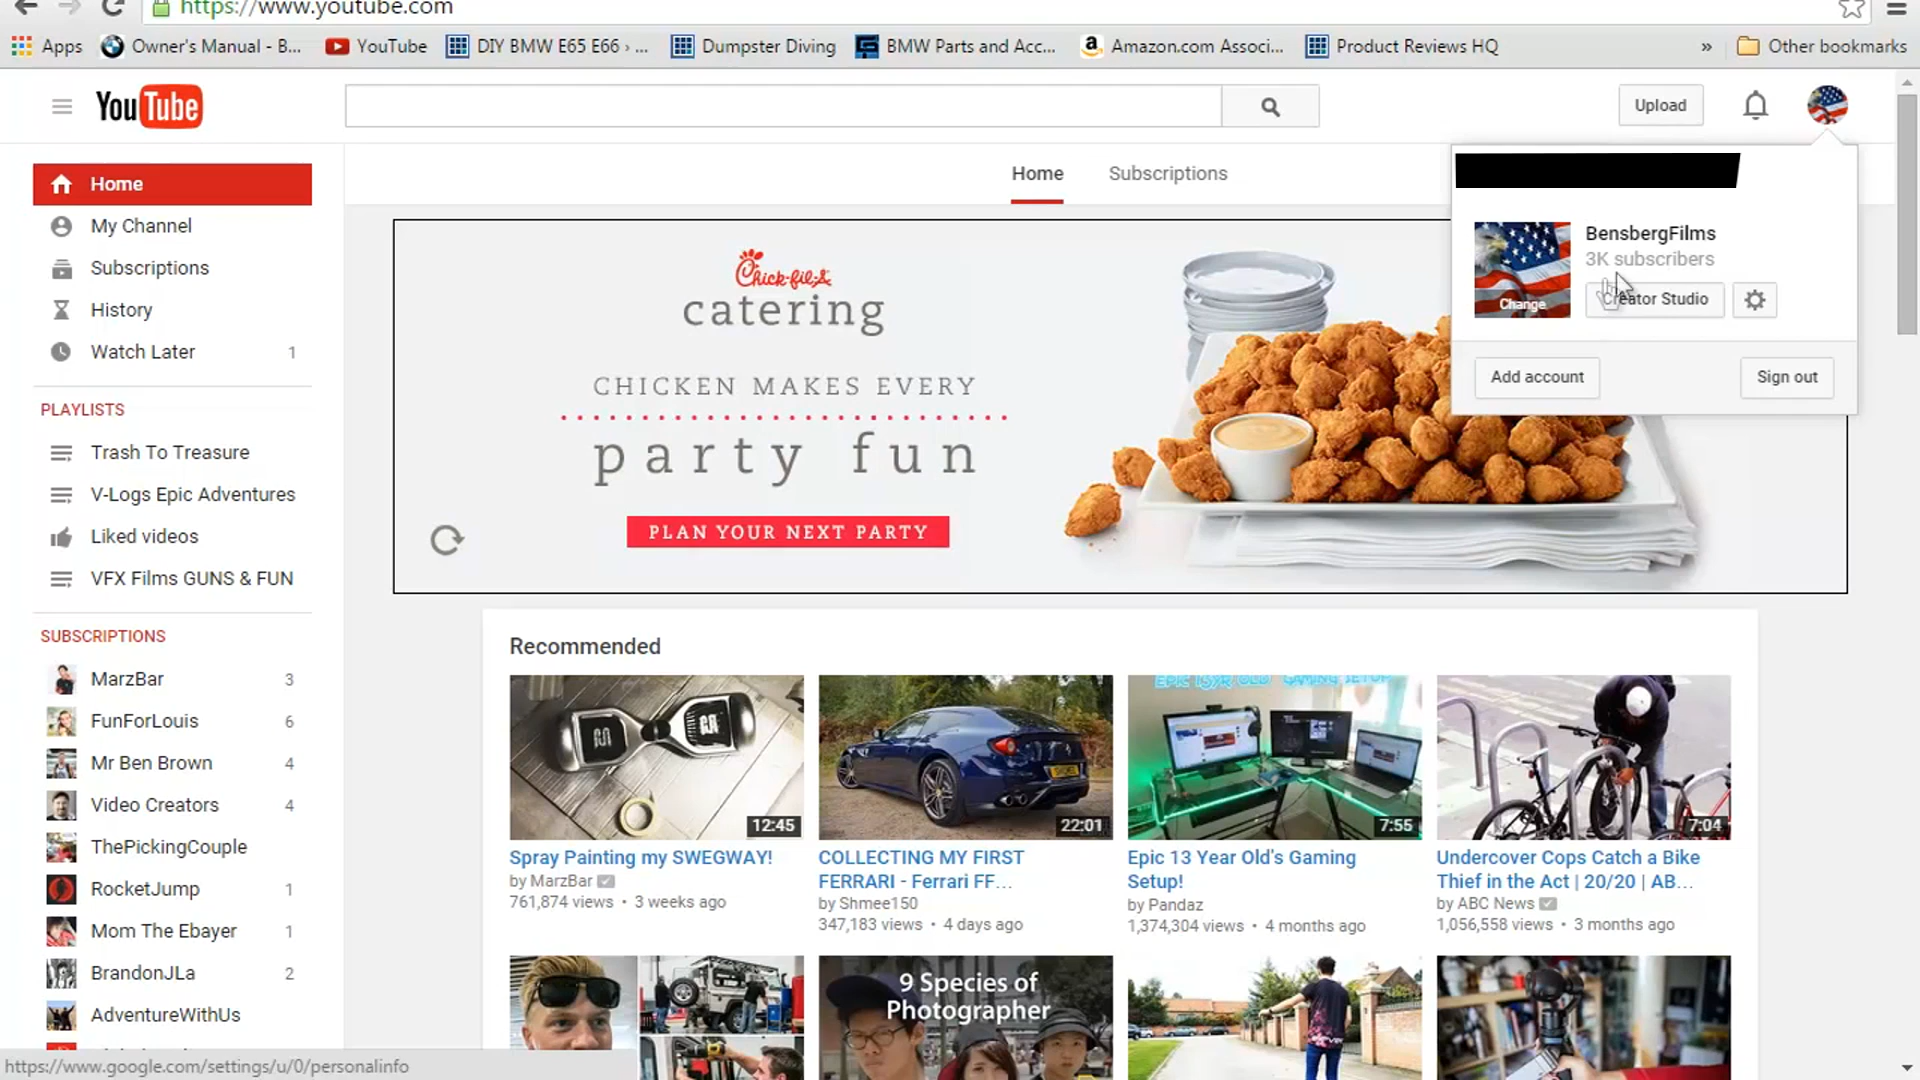 https://www.youtube.com
Apps
Owner's Manual - B...
YouTube
DIY BMW E65 E66 › ...
Dumpster Diving
BMW Parts and Acc...
Amazon.com Associ...
Product Reviews HQ
»
Other bookmarks
YouTube
Upload
Home
Subscriptions
BensbergFilms
3K subscribers
Change
Creator Studio
Add account
Sign out
Home
My Channel
Subscriptions
History
Watch Later 1
PLAYLISTS
Trash To Treasure
V-Logs Epic Adventures
Liked videos
VFX Films GUNS & FUN
SUBSCRIPTIONS
MarzBar 3
FunForLouis 6
Mr Ben Brown 4
Video Creators 4
ThePickingCouple
RocketJump 1
Mom The Ebayer 1
BrandonJLa 2
AdventureWithUs
https://www.google.com/settings/u/0/personalinfo
Chick-fil-A
catering
CHICKEN MAKES EVERY
party fun
PLAN YOUR NEXT PARTY
Recommended
12:45
Spray Painting my SWEGWAY!
by MarzBar
761,874 views • 3 weeks ago
22:01
COLLECTING MY FIRST
FERRARI - Ferrari FF...
by Shmee150
347,183 views • 4 days ago
EPIC 13YR OLD GAMING SETUP
7:55
Epic 13 Year Old's Gaming
Setup!
by Pandaz
1,374,304 views • 4 months ago
7:04
Undercover Cops Catch a Bike
Thief in the Act | 20/20 | AB...
by ABC News
1,056,558 views • 3 months ago
9 Species of
Photographer